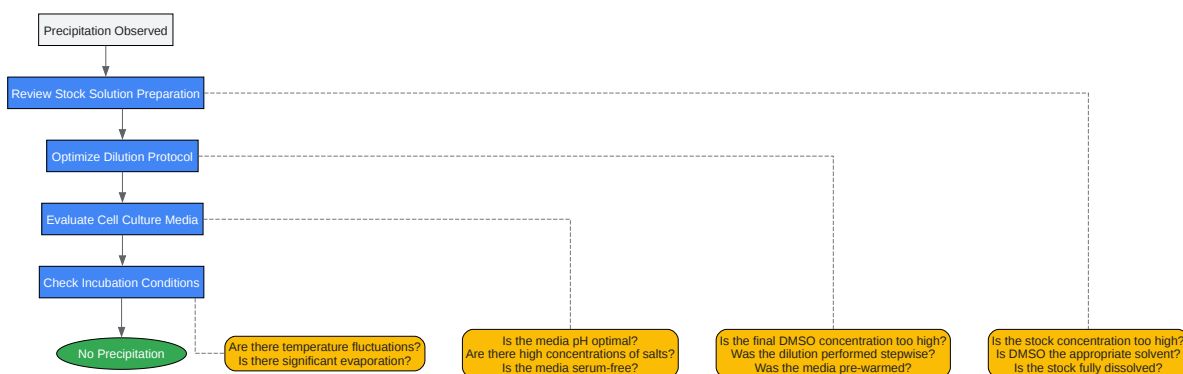 Precipitation Observed
Review Stock Solution Preparation
Optimize Dilution Protocol
Evaluate Cell Culture Media
Check Incubation Conditions
No Precipitation
Are there temperature fluctuations?
Is there significant evaporation?
Is the media pH optimal?
Are there high concentrations of salts?
Is the media serum-free?
Is the final DMSO concentration too high?
Was the dilution performed stepwise?
Was the media pre-warmed?
Is the stock concentration too high?
Is DMSO the appropriate solvent?
Is the stock fully dissolved?